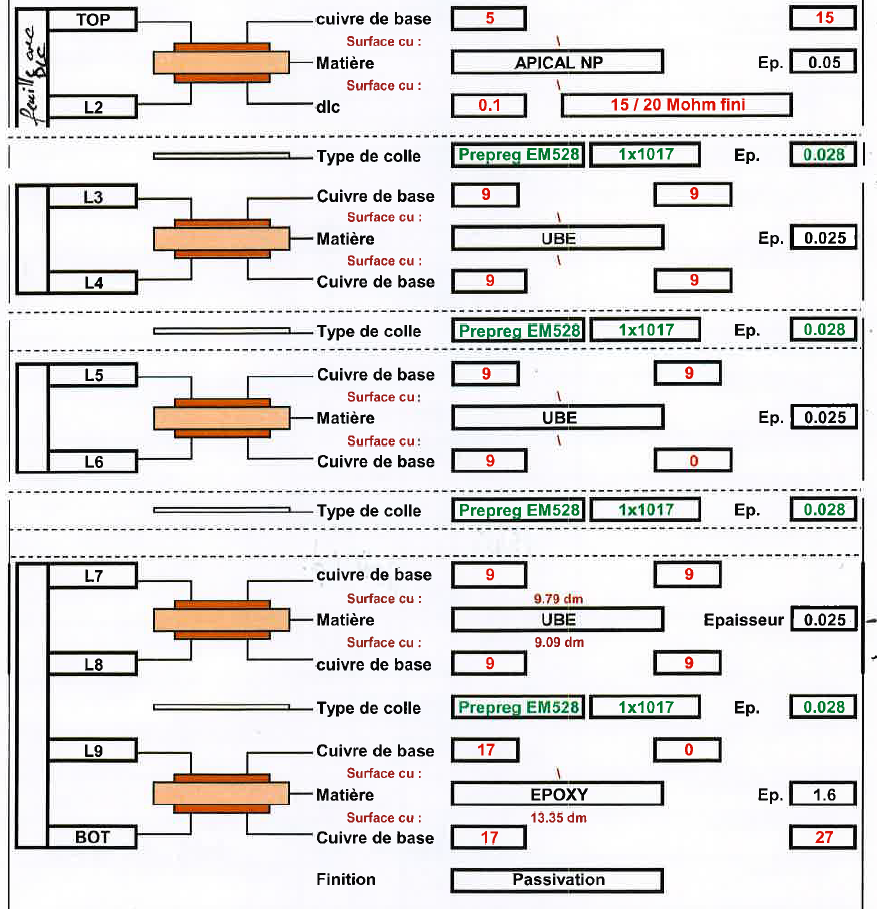 feuille avec DLC
TOP cuivre de base 5 15
Surface cu : \
Matière APICAL NP Ep. 0.05
Surface cu : \
L2 dlc 0.1 15 / 20 Mohm fini
Type de colle Prepreg EM528 1x1017 Ep. 0.028
L3 Cuivre de base 9 9
Surface cu : \
Matière UBE Ep. 0.025
Surface cu : \
L4 Cuivre de base 9 9
Type de colle Prepreg EM528 1x1017 Ep. 0.028
L5 Cuivre de base 9 9
Surface cu : \
Matière UBE Ep. 0.025
Surface cu : \
L6 Cuivre de base 9 0
Type de colle Prepreg EM528 1x1017 Ep. 0.028
L7 cuivre de base 9 9
Surface cu : 9.79 dm
Matière UBE Epaisseur 0.025
Surface cu : 9.09 dm
L8 cuivre de base 9 9
Type de colle Prepreg EM528 1x1017 Ep. 0.028
L9 Cuivre de base 17 0
Surface cu : \
Matière EPOXY Ep. 1.6
Surface cu : 13.35 dm
BOT Cuivre de base 17 27
Finition Passivation